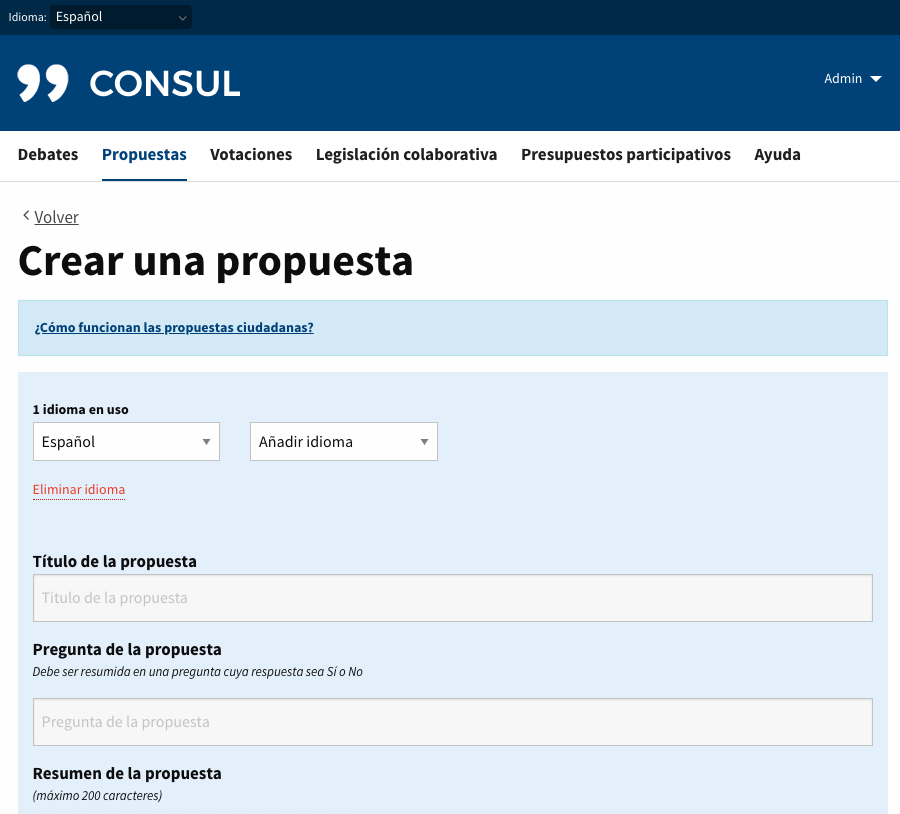 Idioma: Español
CONSUL
Admin
Debates Propuestas Votaciones Legislación colaborativa Presupuestos participativos Ayuda
Volver
Crear una propuesta
¿Cómo funcionan las propuestas ciudadanas?
1 idioma en uso
Español Añadir idioma
Eliminar idioma
Título de la propuesta
Título de la propuesta
Pregunta de la propuesta
Debe ser resumida en una pregunta cuya respuesta sea Sí o No
Pregunta de la propuesta
Resumen de la propuesta
(máximo 200 caracteres)